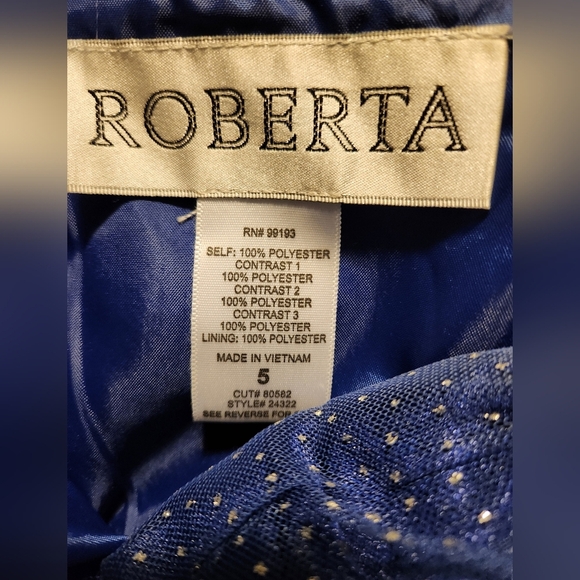 ROBERTA
RN# 99193
SELF: 100% POLYESTER
CONTRAST 1
100% POLYESTER
CONTRAST 2
100% POLYESTER
CONTRAST 3
100% POLYESTER
LINING: 100% POLYESTER
MADE IN VIETNAM
5
CUT# 80582
STYLE# 24322
SEE REVERSE FOR